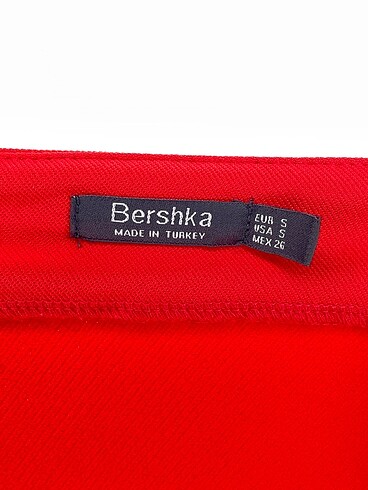 Bershka
MADE IN TURKEY
EUR S
USA S
MEX 26